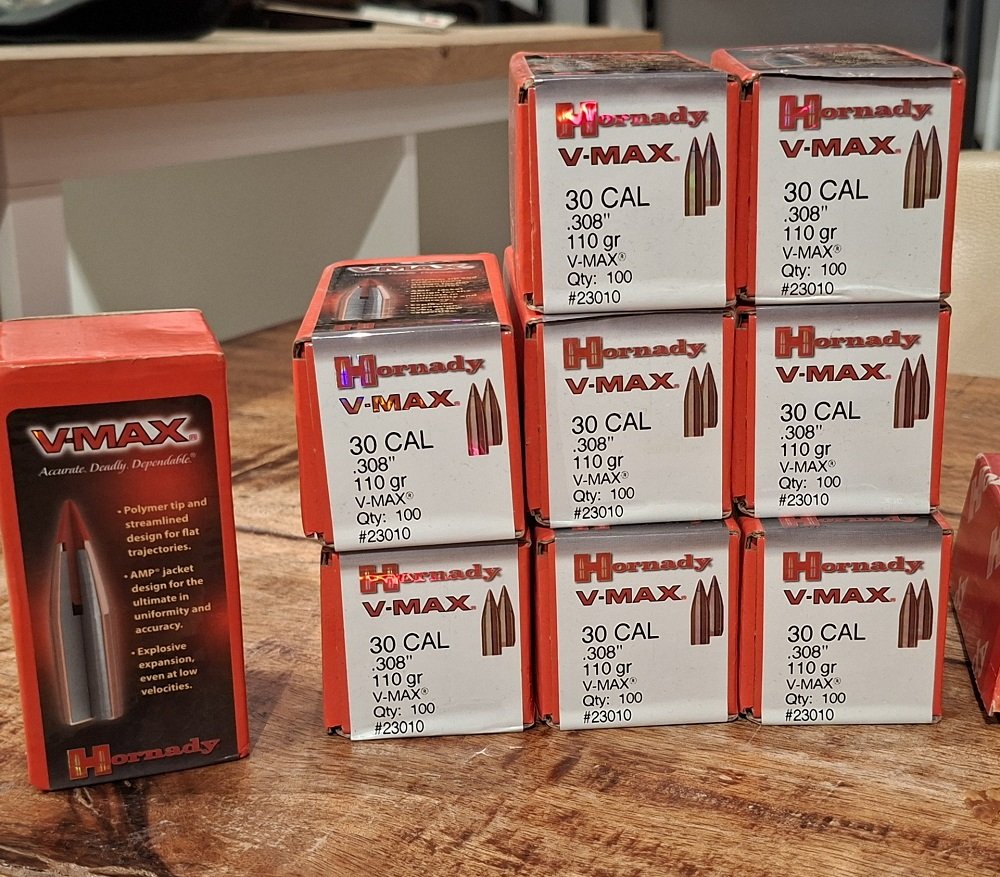 V-MAX
Accurate. Deadly. Dependable.®
• Polymer tip and
streamlined
design for flat
trajectories.
• AMP® jacket
design for the
ultimate in
uniformity and
accuracy.
• Explosive
expansion,
even at low
velocities.
Hornady
Hornady
V-MAX
30 CAL
.308"
110 gr
V-MAX®
Qty: 100
#23010
Hornady
V-MAX
30 CAL
.308"
110 gr
V-MAX®
Qty: 100
#23010
V-MAX
Hornady
V-MAX
30 CAL
.308"
110 gr
V-MAX®
Qty: 100
#23010
Hornady
V-MAX
30 CAL
.308"
110 gr
V-MAX®
Qty: 100
#23010
Hornady
V-MAX
30 CAL
.308"
110 gr
V-MAX®
Qty: 100
#23010
Hornady
V-MAX
30 CAL
.308"
110 gr
V-MAX®
Qty: 100
#23010
Hornady
V-MAX
30 CAL
.308"
110 gr
V-MAX®
Qty: 100
#23010
Hornady
V-MAX
30 CAL
.308"
110 gr
V-MAX®
Qty: 100
#23010